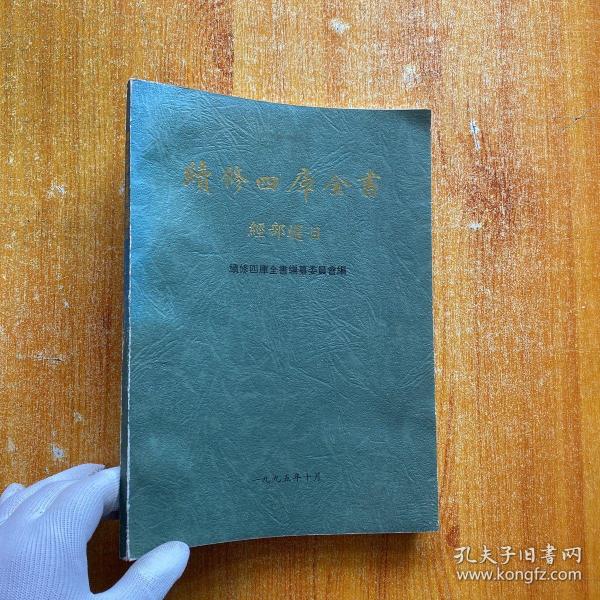 續修四庫全書
經部選目
續修四庫全書編纂委員會編
一九九五年十月
孔夫子旧书网
www.kongfz.com